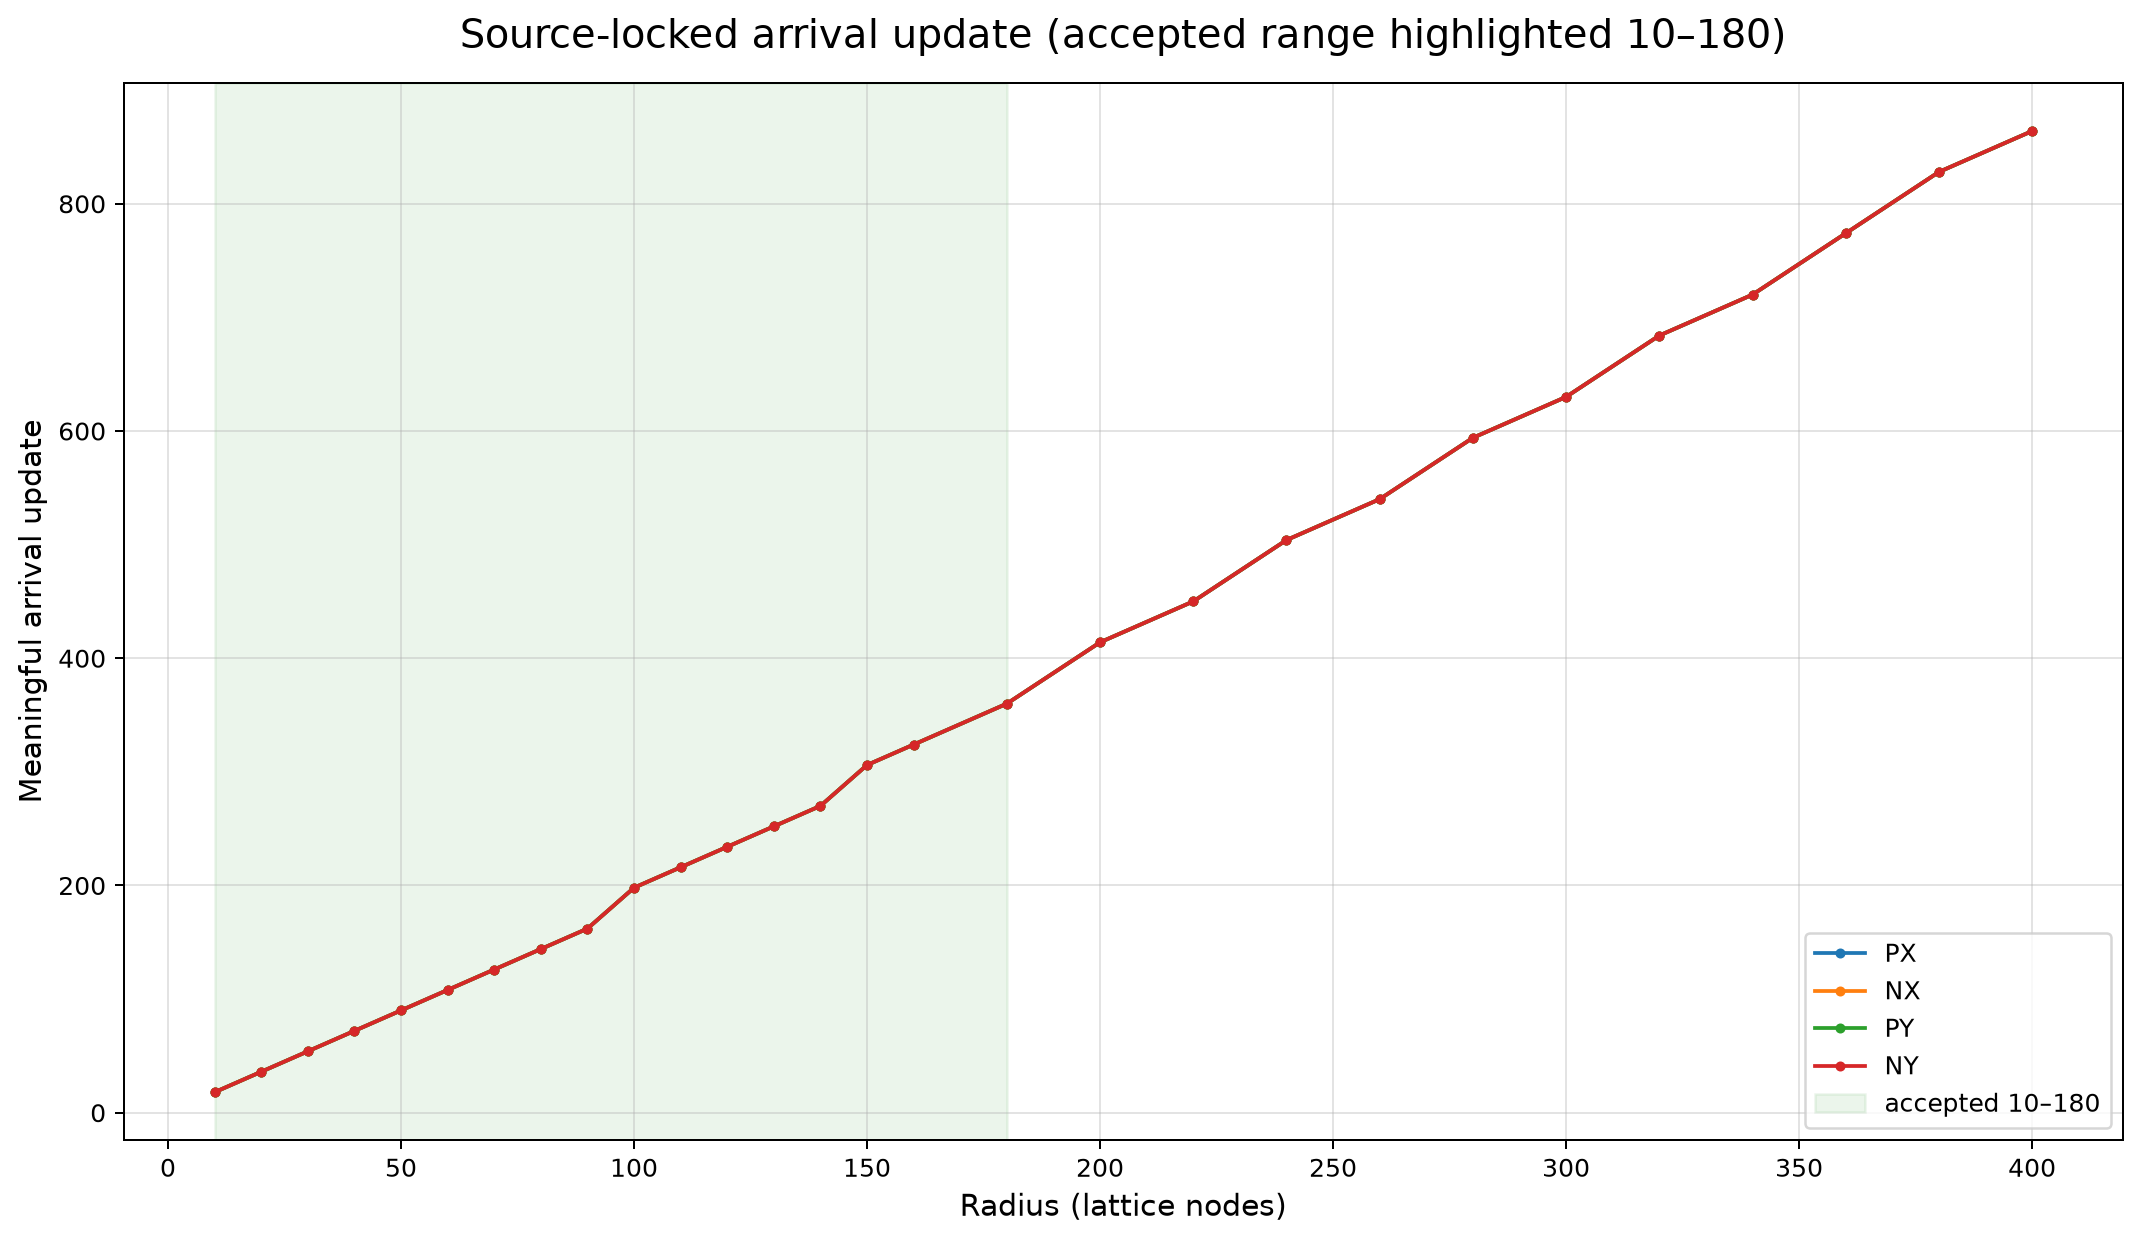 Source-locked arrival update (accepted range highlighted 10–180)
Meaningful arrival update
800
600
400
200
0
PX
NX
PY
NY
accepted 10–180
0 50 100 150 200 250 300 350 400
Radius (lattice nodes)